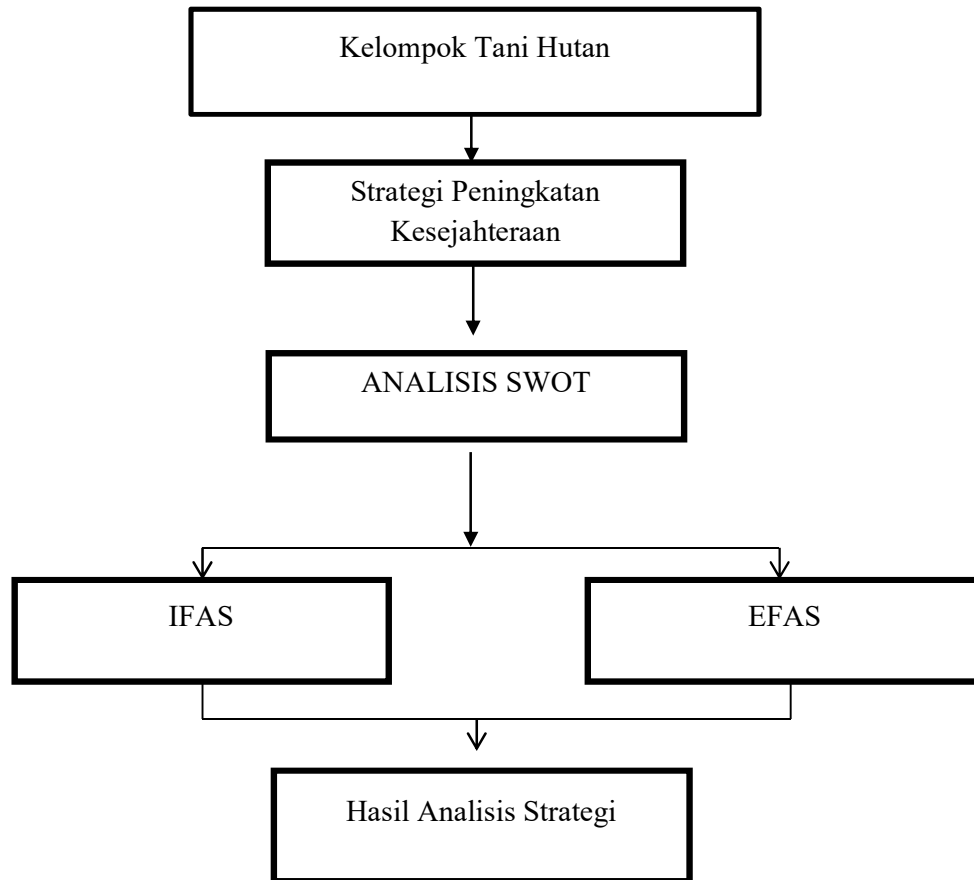 Kelompok Tani Hutan
Strategi Peningkatan
Kesejahteraan
ANALISIS SWOT
IFAS
EFAS
Hasil Analisis Strategi